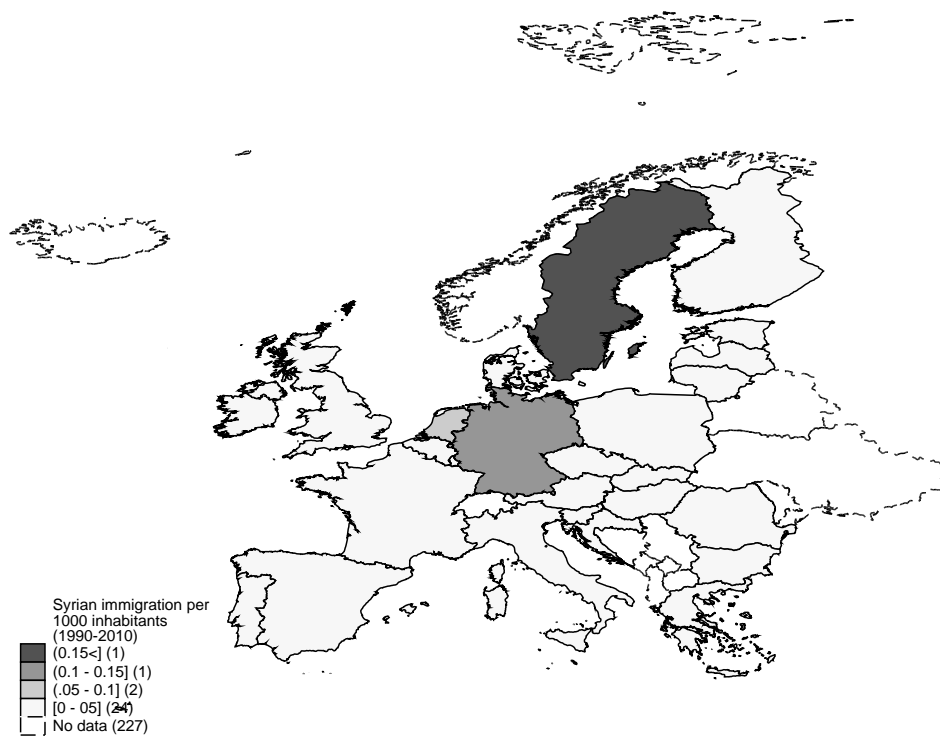 Syrian immigration per
1000 inhabitants
(1990-2010)
(0.15<] (1)
(0.1 - 0.15] (1)
(.05 - 0.1] (2)
[0 - 05] (24)
No data (227)